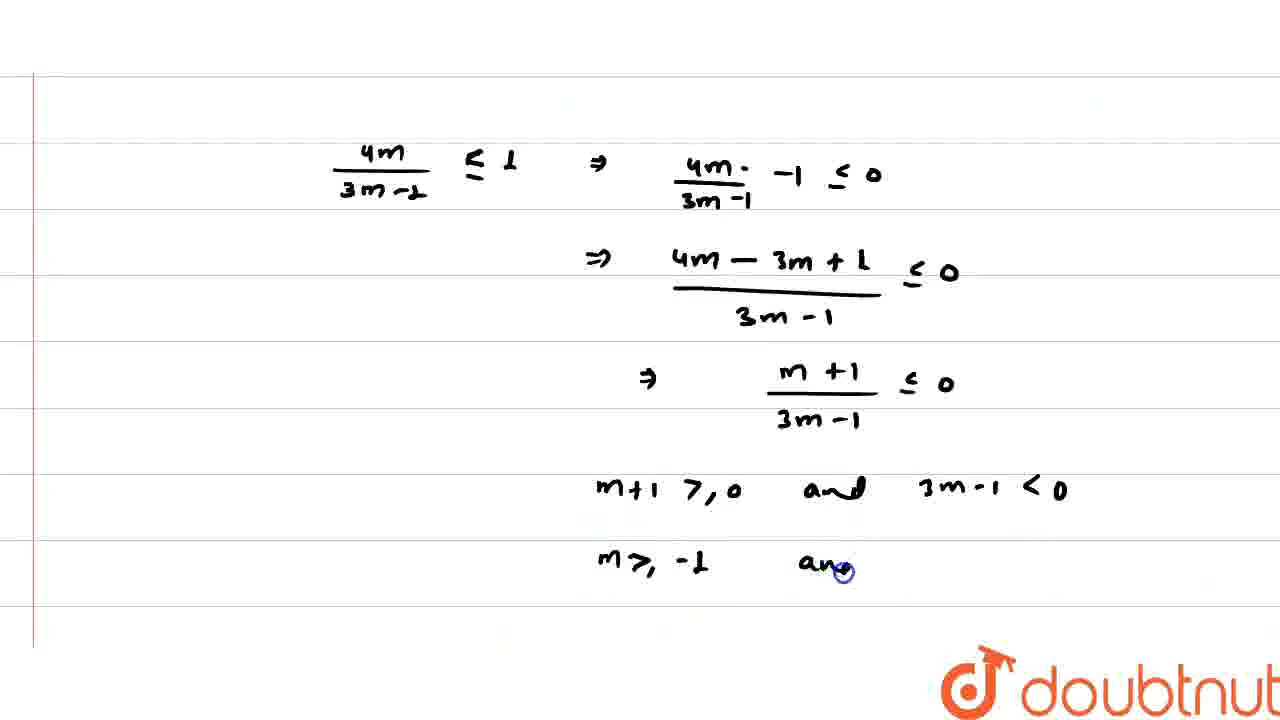 4m/(3m-1) ≤ 1 ⇒ 4m/(3m-1) -1 ≤ 0
⇒ (4m - 3m + 1)/(3m-1) ≤ 0
⇒ (m+1)/(3m-1) ≤ 0
m+1 ≥ 0 and 3m-1 < 0
m ≥ -1 an
doubtnut